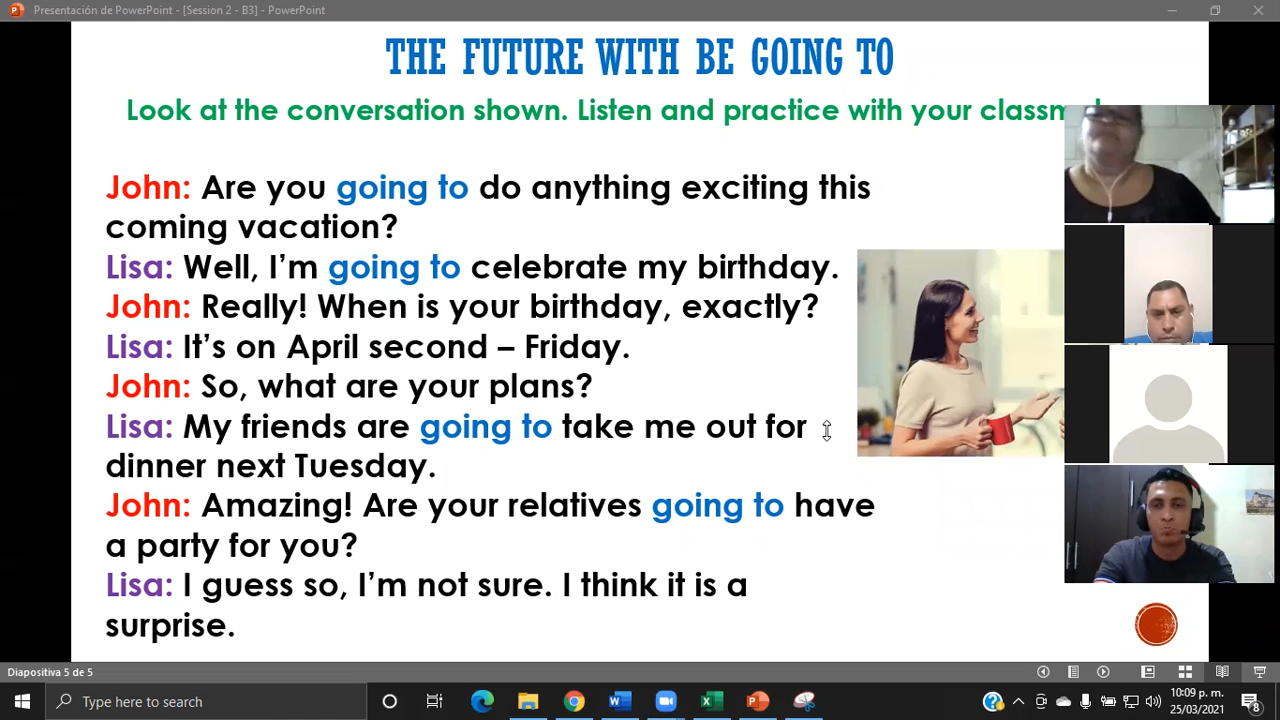 Presentación de PowerPoint - [Session 2 - B3] - PowerPoint
THE FUTURE WITH BE GOING TO
Look at the conversation shown. Listen and practice with your
John: Are you going to do anything exciting this
coming vacation?
Lisa: Well, I'm going to celebrate my birthday.
John: Really! When is your birthday, exactly?
Lisa: It's on April second – Friday.
John: So, what are your plans?
Lisa: My friends are going to take me out for
dinner next Tuesday.
John: Amazing! Are your relatives going to have
a party for you?
Lisa: I guess so, I'm not sure. I think it is a
surprise.
Diapositiva 5 de 5
Type here to search
10:09 p. m.
25/03/2021
8